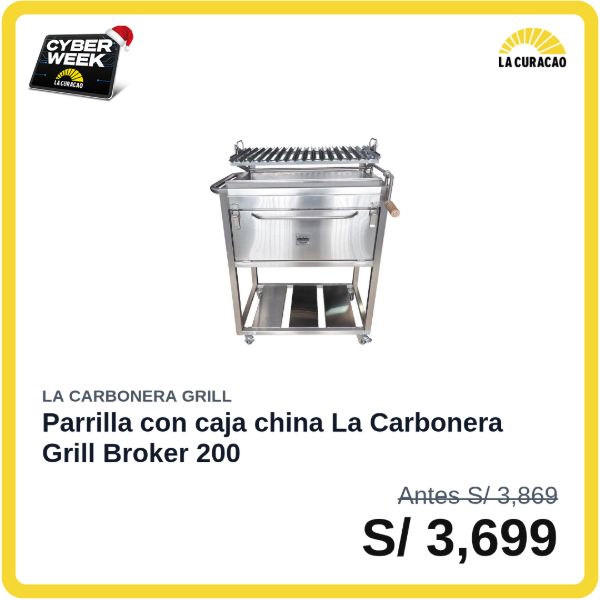 CYBER
WEEK
LA CURACAO
LA CURACAO
LA CARBONERA GRILL
Parrilla con caja china La Carbonera
Grill Broker 200
Antes S/ 3,869
S/ 3,699